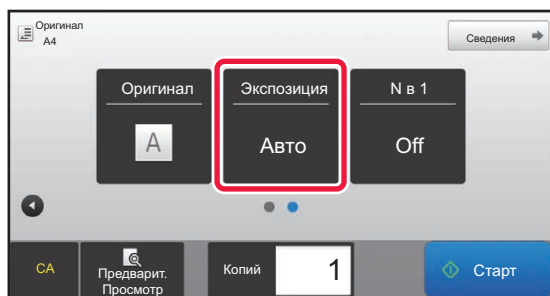 Оригинал
A4
Сведения
Оригинал
Экспозиция
N в 1
A
Авто
Off
CA
Предварит.
Просмотр
Копий
1
Старт